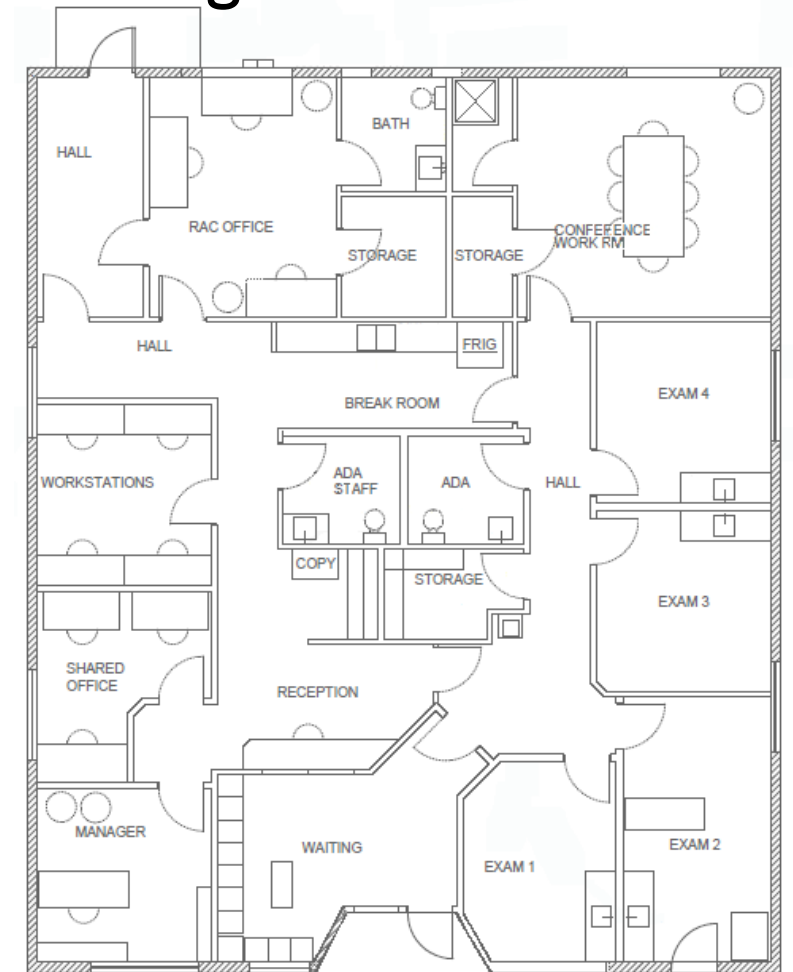 g
BATH
HALL
RAC OFFICE
CONFERENCE
WORK RM
STORAGE
STORAGE
HALL
FRIG
EXAM 4
BREAK ROOM
ADA
STAFF
WORKSTATIONS
ADA
HALL
COPY
STORAGE
EXAM 3
SHARED
OFFICE
RECEPTION
MANAGER
EXAM 2
WAITING
EXAM 1